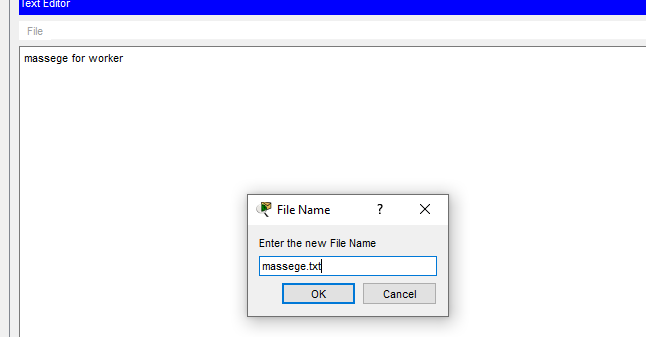 Text Editor
File
massege for worker
File Name
?
Enter the new File Name
massege.txt
OK
Cancel